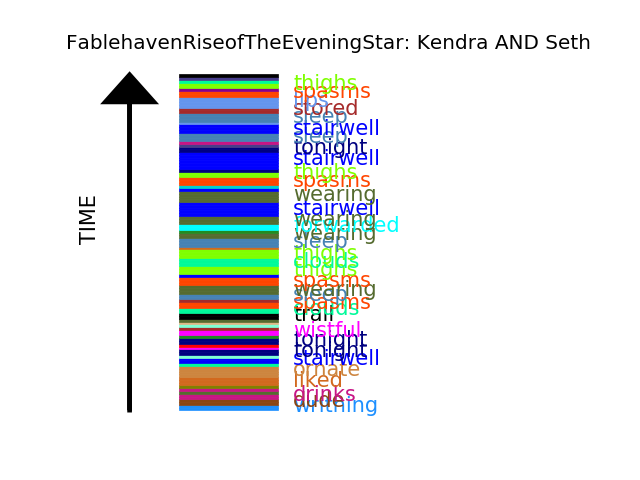 FablehavenRiseofTheEveningStar: Kendra AND Seth
thighs
spasms
lips
stored
sleep
stairwell
sleep
tonight
stairwell
thighs
spasms
wearing
stairwell
wearing
forwarded
wearing
sleep
thighs
clouds
thighs
spasms
wearing
sleep
spasms
clouds
trail
wistful
tonight
tonight
stairwell
ornate
liked
drinks
dude
writhing
TIME